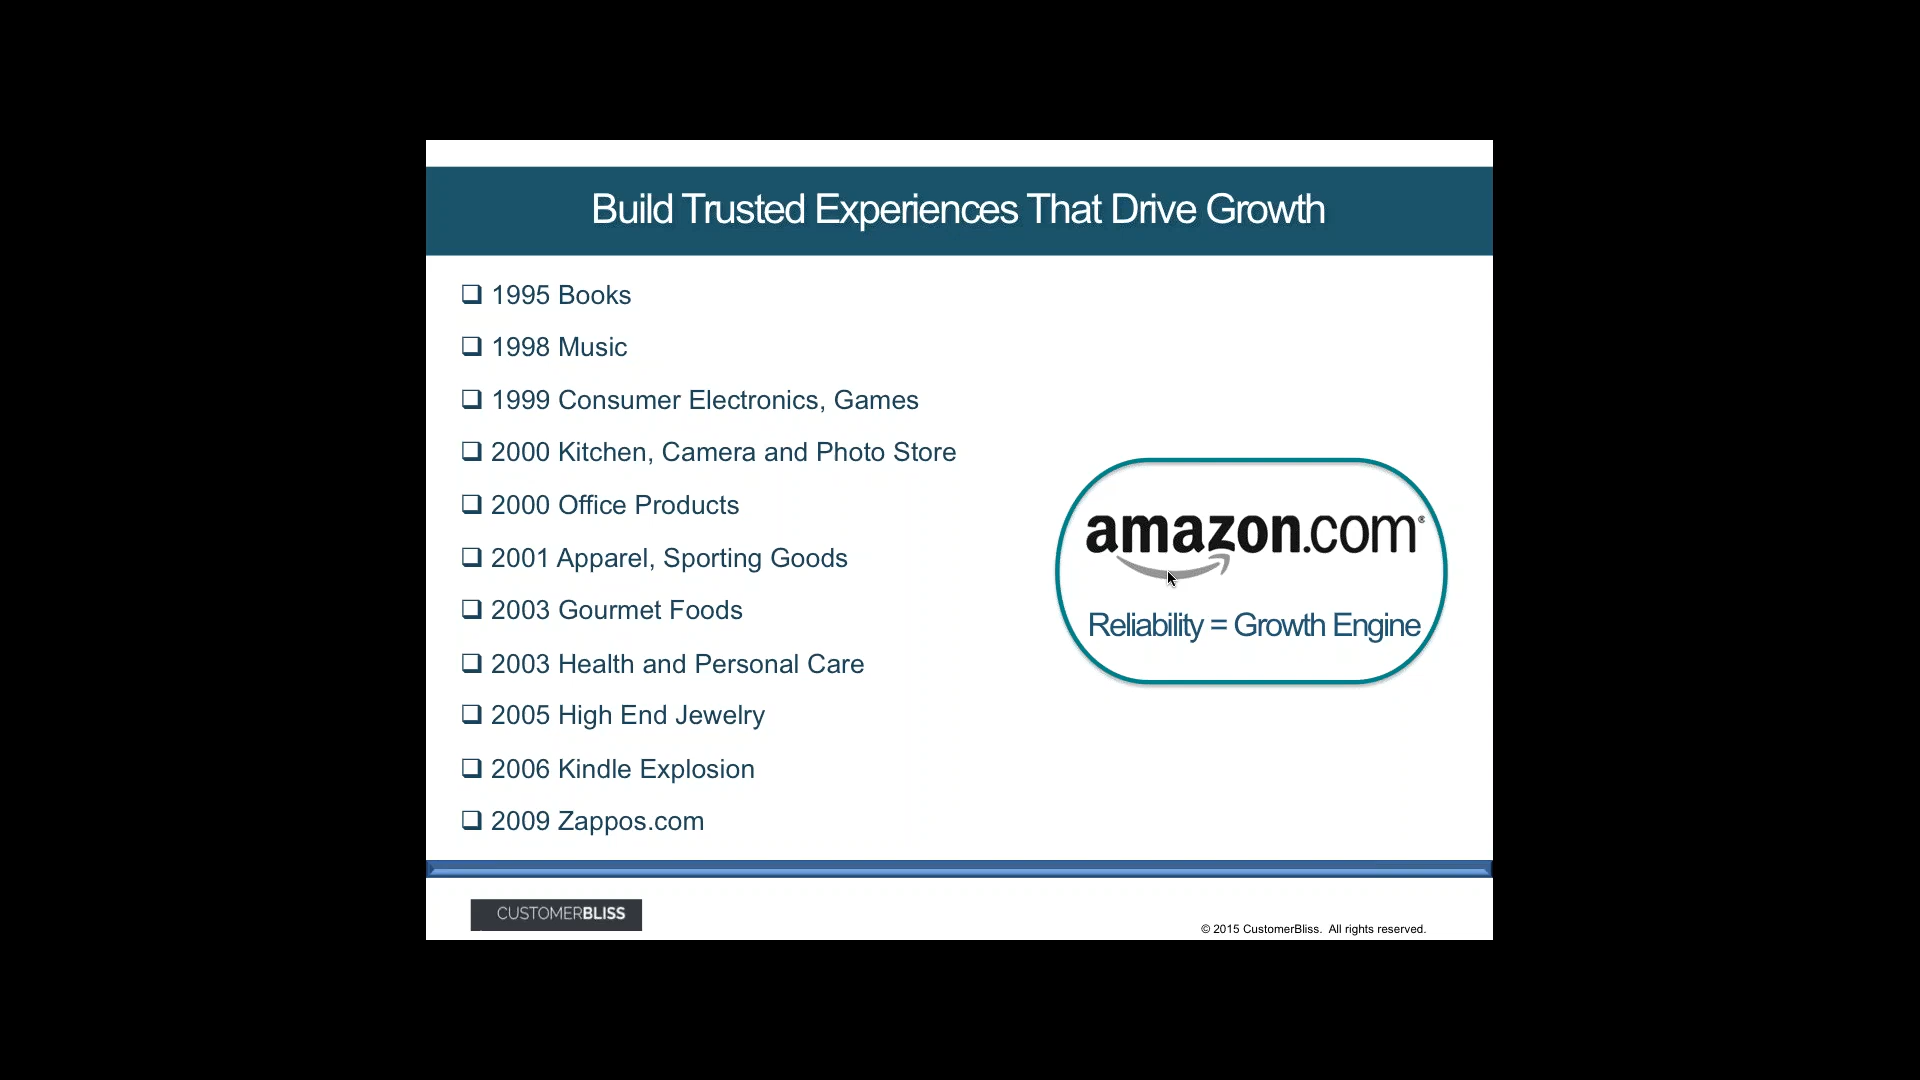 Build Trusted Experiences That Drive Growth
❑ 1995 Books
❑ 1998 Music
❑ 1999 Consumer Electronics, Games
❑ 2000 Kitchen, Camera and Photo Store
❑ 2000 Office Products
❑ 2001 Apparel, Sporting Goods
❑ 2003 Gourmet Foods
❑ 2003 Health and Personal Care
❑ 2005 High End Jewelry
❑ 2006 Kindle Explosion
❑ 2009 Zappos.com
amazon.com®
Reliability = Growth Engine
CUSTOMERBLISS
© 2015 CustomerBliss. All rights reserved.